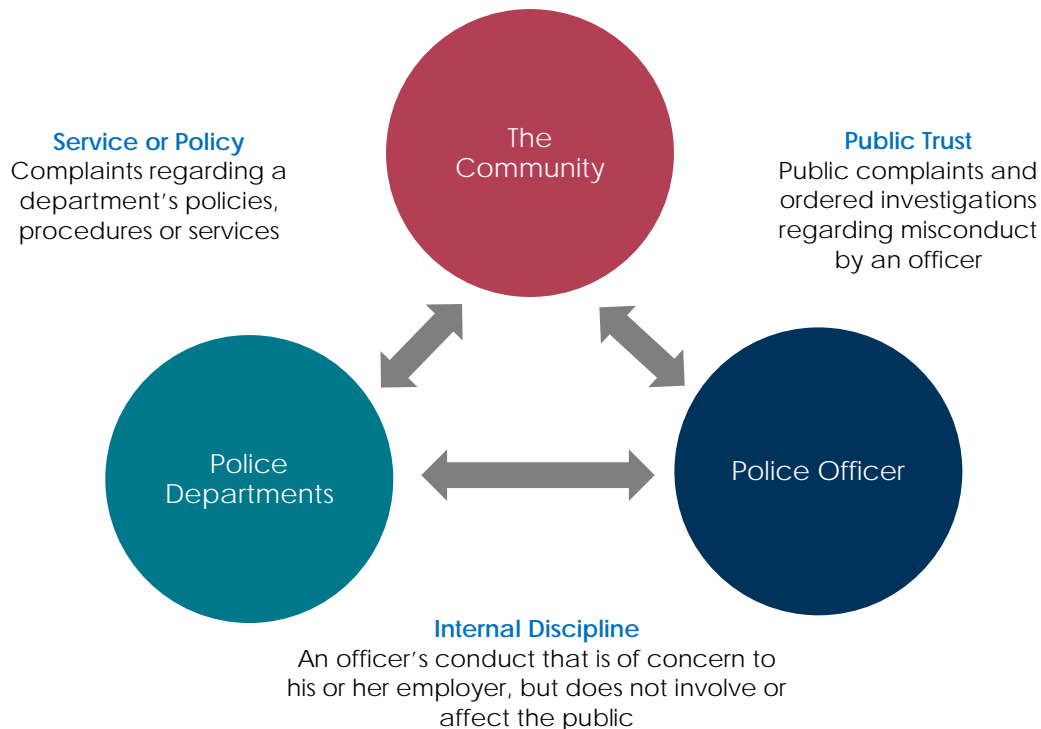 The
Community
Service or Policy
Complaints regarding a
department’s policies,
procedures or services
Public Trust
Public complaints and
ordered investigations
regarding misconduct
by an officer
Police
Departments
Police Officer
Internal Discipline
An officer’s conduct that is of concern to
his or her employer, but does not involve or
affect the public